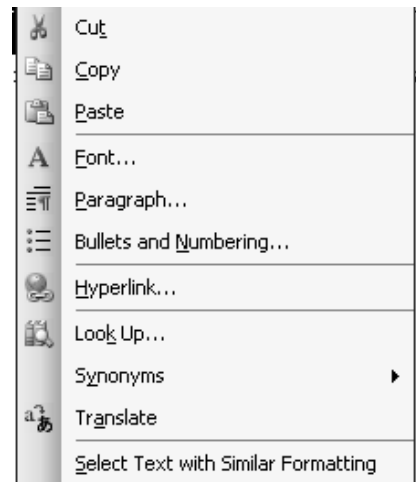 Cut
Copy
Paste
Font...
Paragraph...
Bullets and Numbering...
Hyperlink...
Look Up...
Synonyms
Translate
Select Text with Similar Formatting